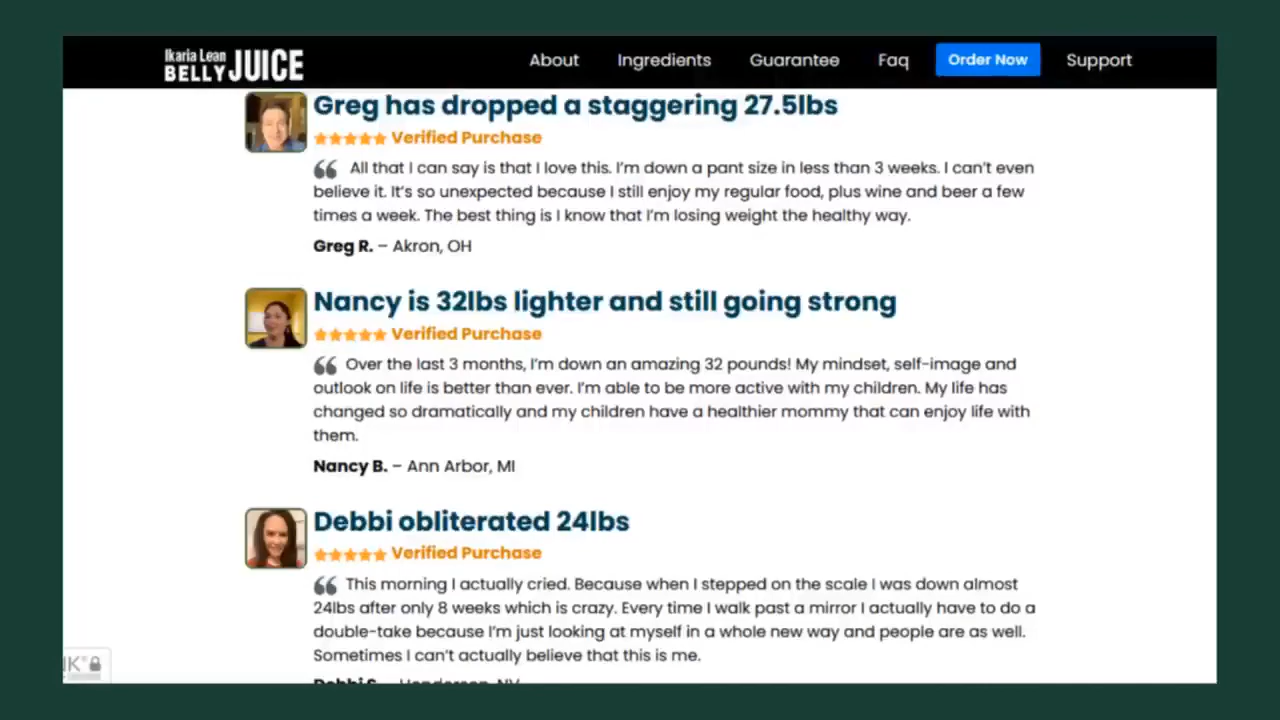 Ikaria Lean
BELLY JUICE
About Ingredients Guarantee Faq Order Now Support
Greg has dropped a staggering 27.5lbs
Verified Purchase
“ All that I can say is that I love this. I’m down a pant size in less than 3 weeks. I can’t even
believe it. It’s so unexpected because I still enjoy my regular food, plus wine and beer a few
times a week. The best thing is I know that I’m losing weight the healthy way.
Greg R. – Akron, OH
Nancy is 32lbs lighter and still going strong
Verified Purchase
“ Over the last 3 months, I’m down an amazing 32 pounds! My mindset, self-image and
outlook on life is better than ever. I’m able to be more active with my children. My life has
changed so dramatically and my children have a healthier mommy that can enjoy life with
them.
Nancy B. – Ann Arbor, MI
Debbi obliterated 24lbs
Verified Purchase
“ This morning I actually cried. Because when I stepped on the scale I was down almost
24lbs after only 8 weeks which is crazy. Every time I walk past a mirror I actually have to do a
double-take because I’m just looking at myself in a whole new way and people are as well.
Sometimes I can’t actually believe that this is me.
Debbi S. – Henderson, NV